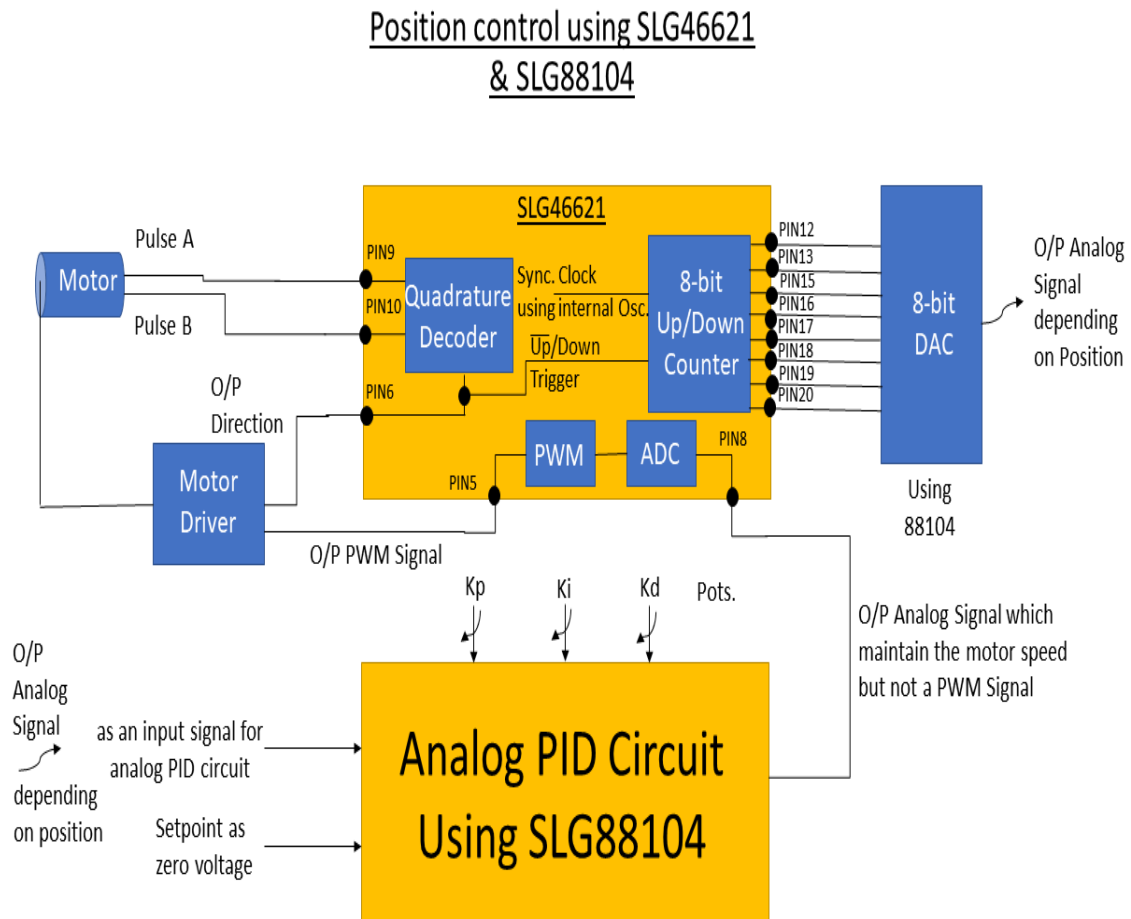 Position control using SLG46621
& SLG88104
SLG46621
Pulse A
Motor
Pulse B
PIN9
PIN10
Quadrature
Decoder
Sync. Clock
using internal Osc.
Up/Down
Trigger
8-bit
Up/Down
Counter
PIN12
PIN13
PIN15
PIN16
PIN17
PIN18
PIN19
PIN20
8-bit
DAC
O/P Analog
Signal
depending
on Position
O/P
Direction
PIN6
PWM
ADC
PIN8
PIN5
Motor
Driver
Using
88104
O/P PWM Signal
Kp
Ki
Kd
Pots.
O/P Analog Signal which
maintain the motor speed
but not a PWM Signal
O/P
Analog
Signal
depending
on position
as an input signal for
analog PID circuit
Setpoint as
zero voltage
Analog PID Circuit
Using SLG88104